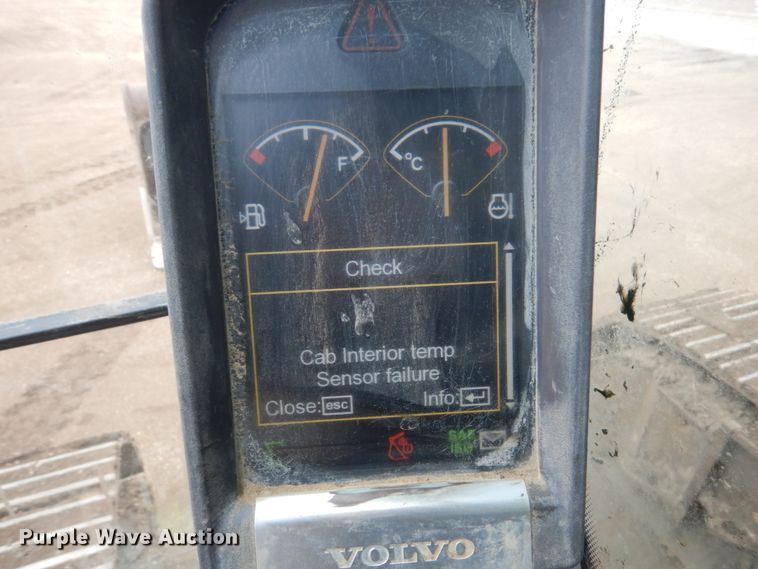 F
°C
Check
Cab Interior temp
Sensor failure
Close: esc
Info:
Purple Wave Auction
VOLVO